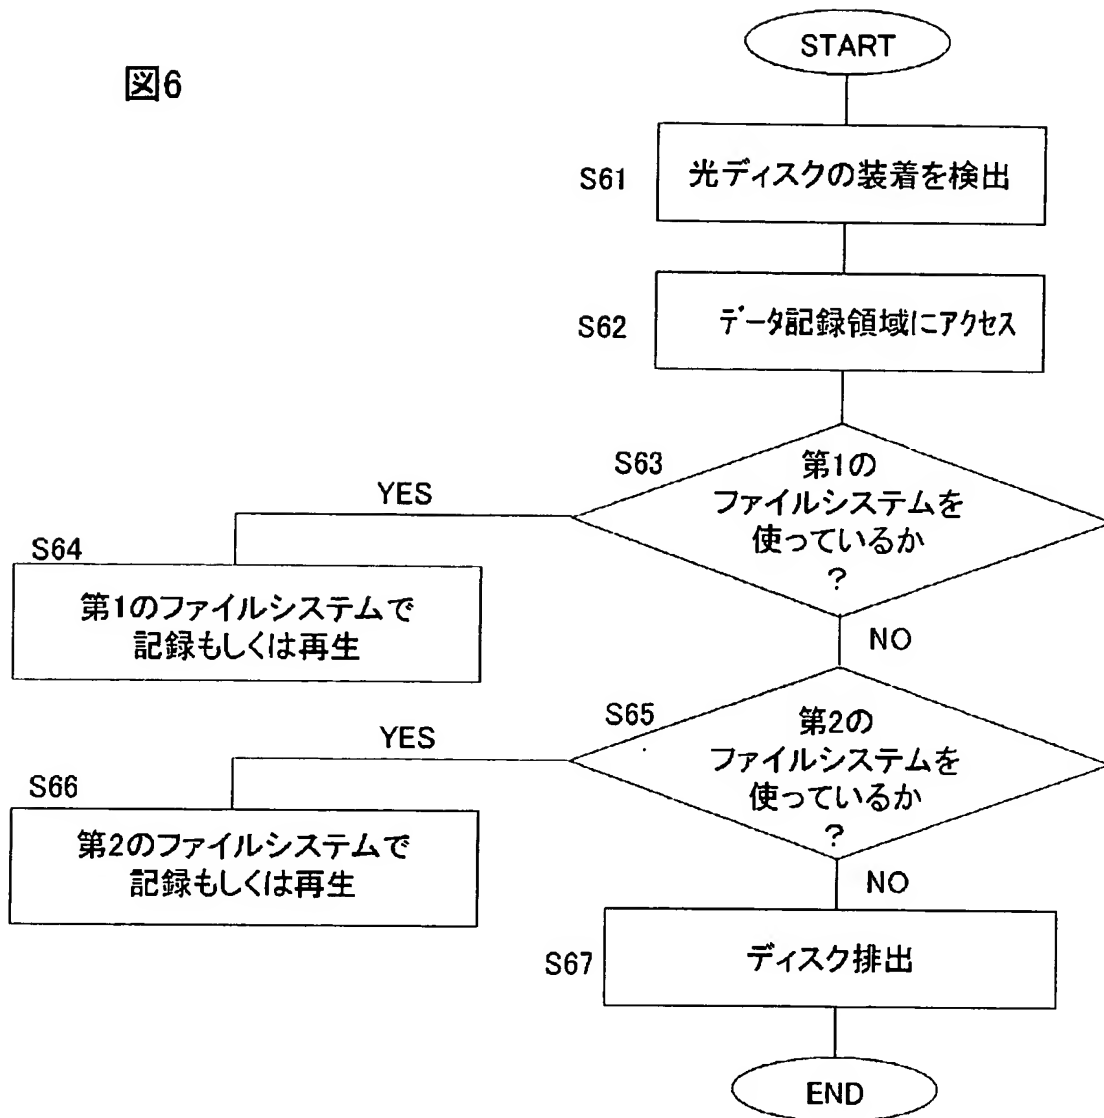 図6
START
S61
光ディスクの装着を検出
S62
データ記録領域にアクセス
S63
第1の
ファイルシステムを
使っているか
?
YES
S64
第1のファイルシステムで
記録もしくは再生
NO
S65
第2の
ファイルシステムを
使っているか
?
YES
S66
第2のファイルシステムで
記録もしくは再生
NO
S67
ディスク排出
END